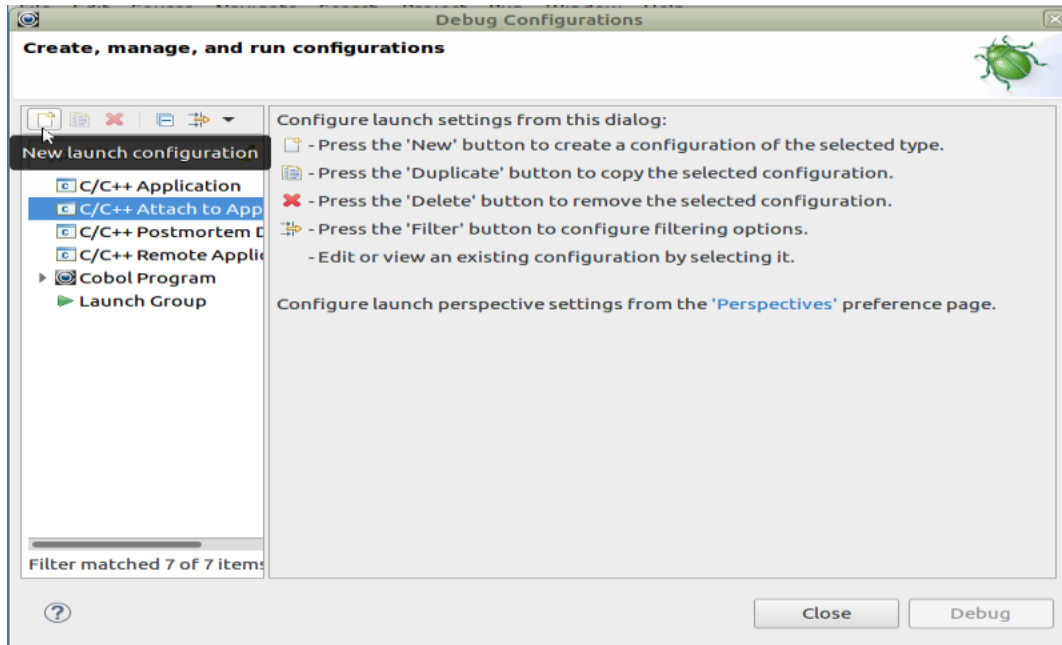 Debug Configurations
Create, manage, and run configurations
New launch configuration
C/C++ Application
C/C++ Attach to App
C/C++ Postmortem D
C/C++ Remote Applic
Cobol Program
Launch Group
Filter matched 7 of 7 items
Configure launch settings from this dialog:
- Press the 'New' button to create a configuration of the selected type.
- Press the 'Duplicate' button to copy the selected configuration.
- Press the 'Delete' button to remove the selected configuration.
- Press the 'Filter' button to configure filtering options.
- Edit or view an existing configuration by selecting it.
Configure launch perspective settings from the 'Perspectives' preference page.
Close
Debug